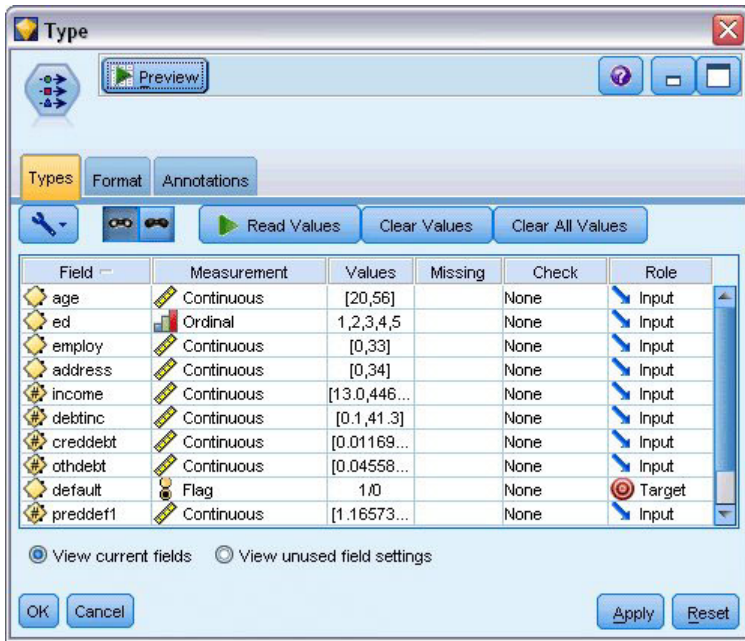 Type
Preview
Types Format Annotations
Read Values Clear Values Clear All Values
Field Measurement Values Missing Check Role
age Continuous [20,56] None Input
ed Ordinal 1,2,3,4,5 None Input
employ Continuous [0,33] None Input
address Continuous [0,34] None Input
income Continuous [13.0,446... None Input
debtinc Continuous [0.1,41.3] None Input
creddebt Continuous [0.01169... None Input
othdebt Continuous [0.04558... None Input
default Flag 1/0 None Target
preddef1 Continuous [1.16573... None Input
View current fields View unused field settings
OK Cancel Apply Reset